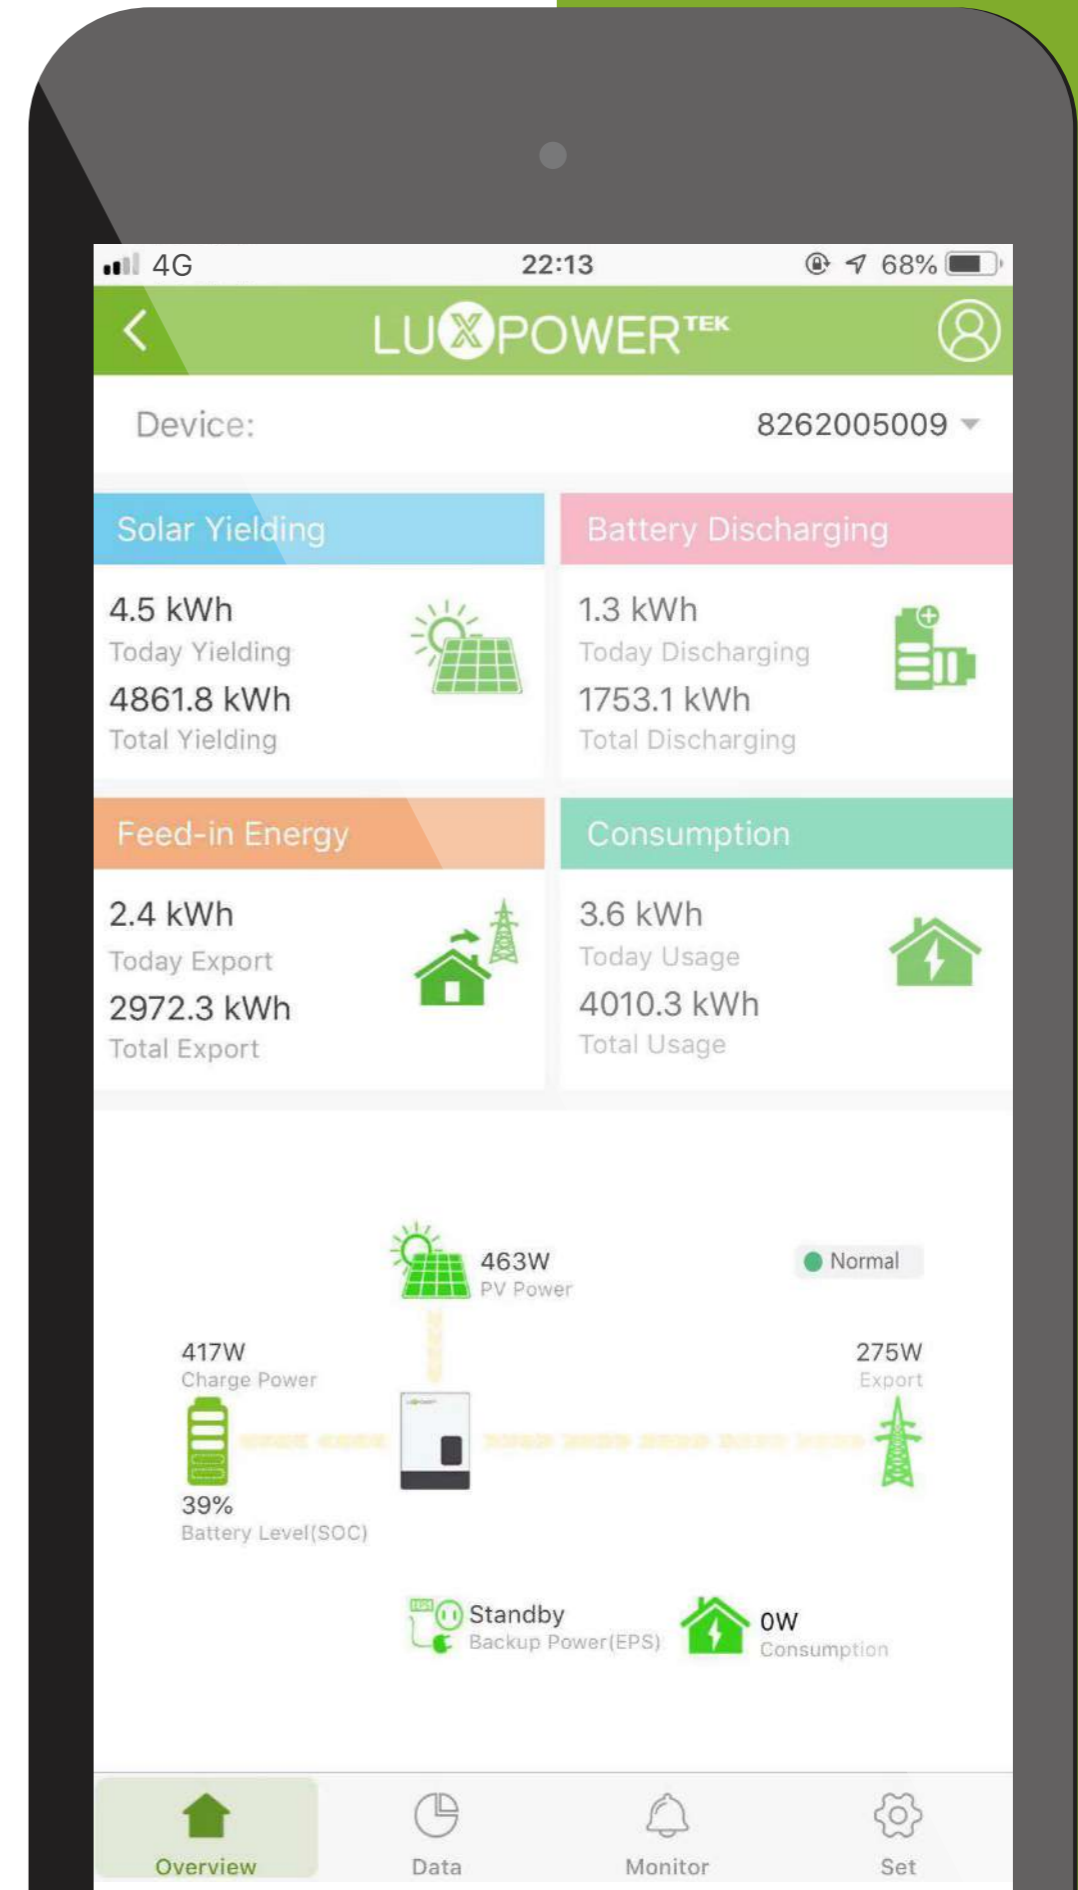 4G 22:13 68%
LUXPOWERTEK
Device: 8262005009
Solar Yielding
4.5 kWh
Today Yielding
4861.8 kWh
Total Yielding
Battery Discharging
1.3 kWh
Today Discharging
1753.1 kWh
Total Discharging
Feed-in Energy
2.4 kWh
Today Export
2972.3 kWh
Total Export
Consumption
3.6 kWh
Today Usage
4010.3 kWh
Total Usage
463W
PV Power
Normal
417W
Charge Power
275W
Export
39%
Battery Level(SOC)
EPS
Standby
Backup Power(EPS)
0W
Consumption
Overview
Data
Monitor
Set